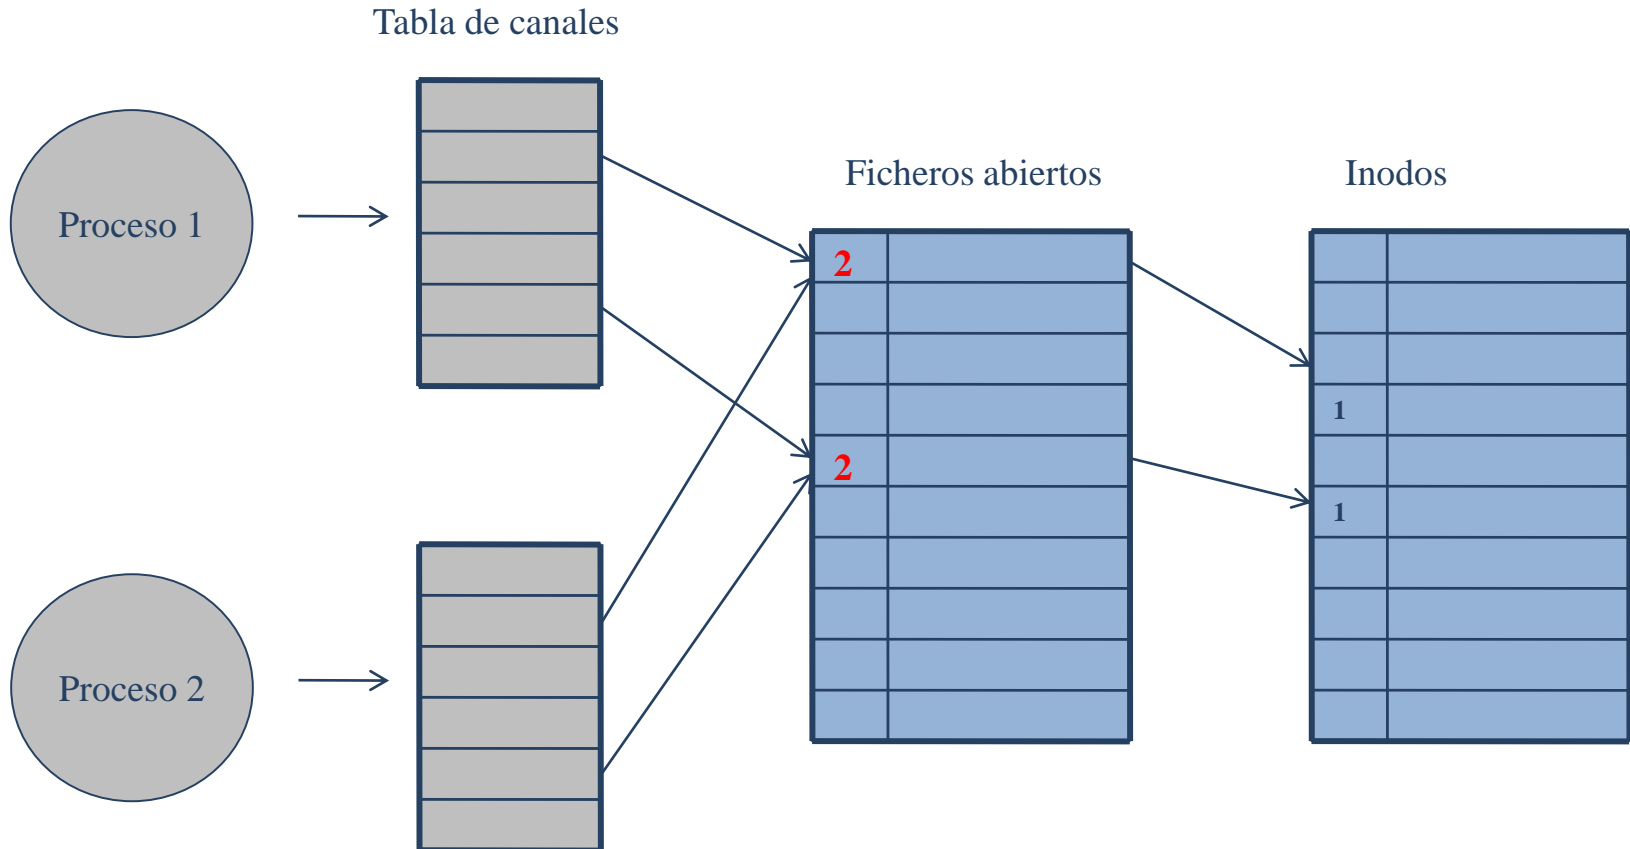 Tabla de canales
Ficheros abiertos
Inodos
Proceso 1
2
1
2
1
Proceso 2